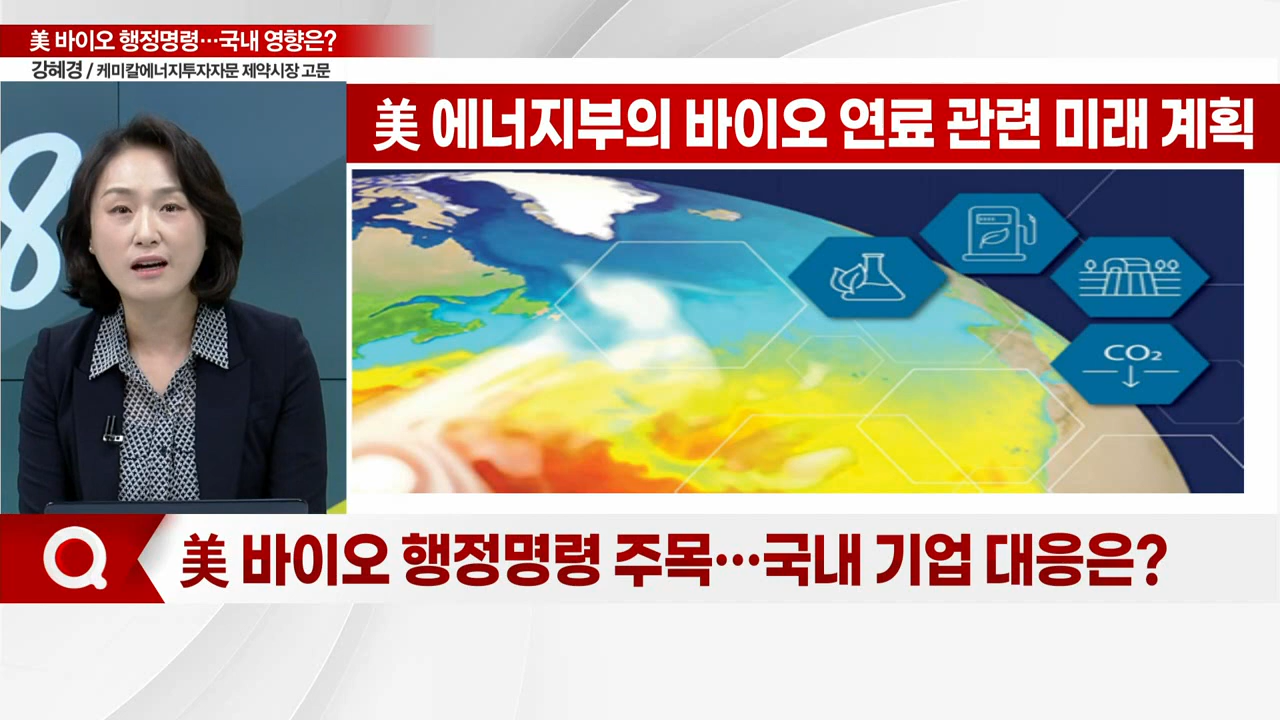 美 바이오 행정명령…국내 영향은?
강혜경 / 케미칼에너지투자자문 제약시장 고문
美 에너지부의 바이오 연료 관련 미래 계획
8
CO₂
Q 美 바이오 행정명령 주목…국내 기업 대응은?